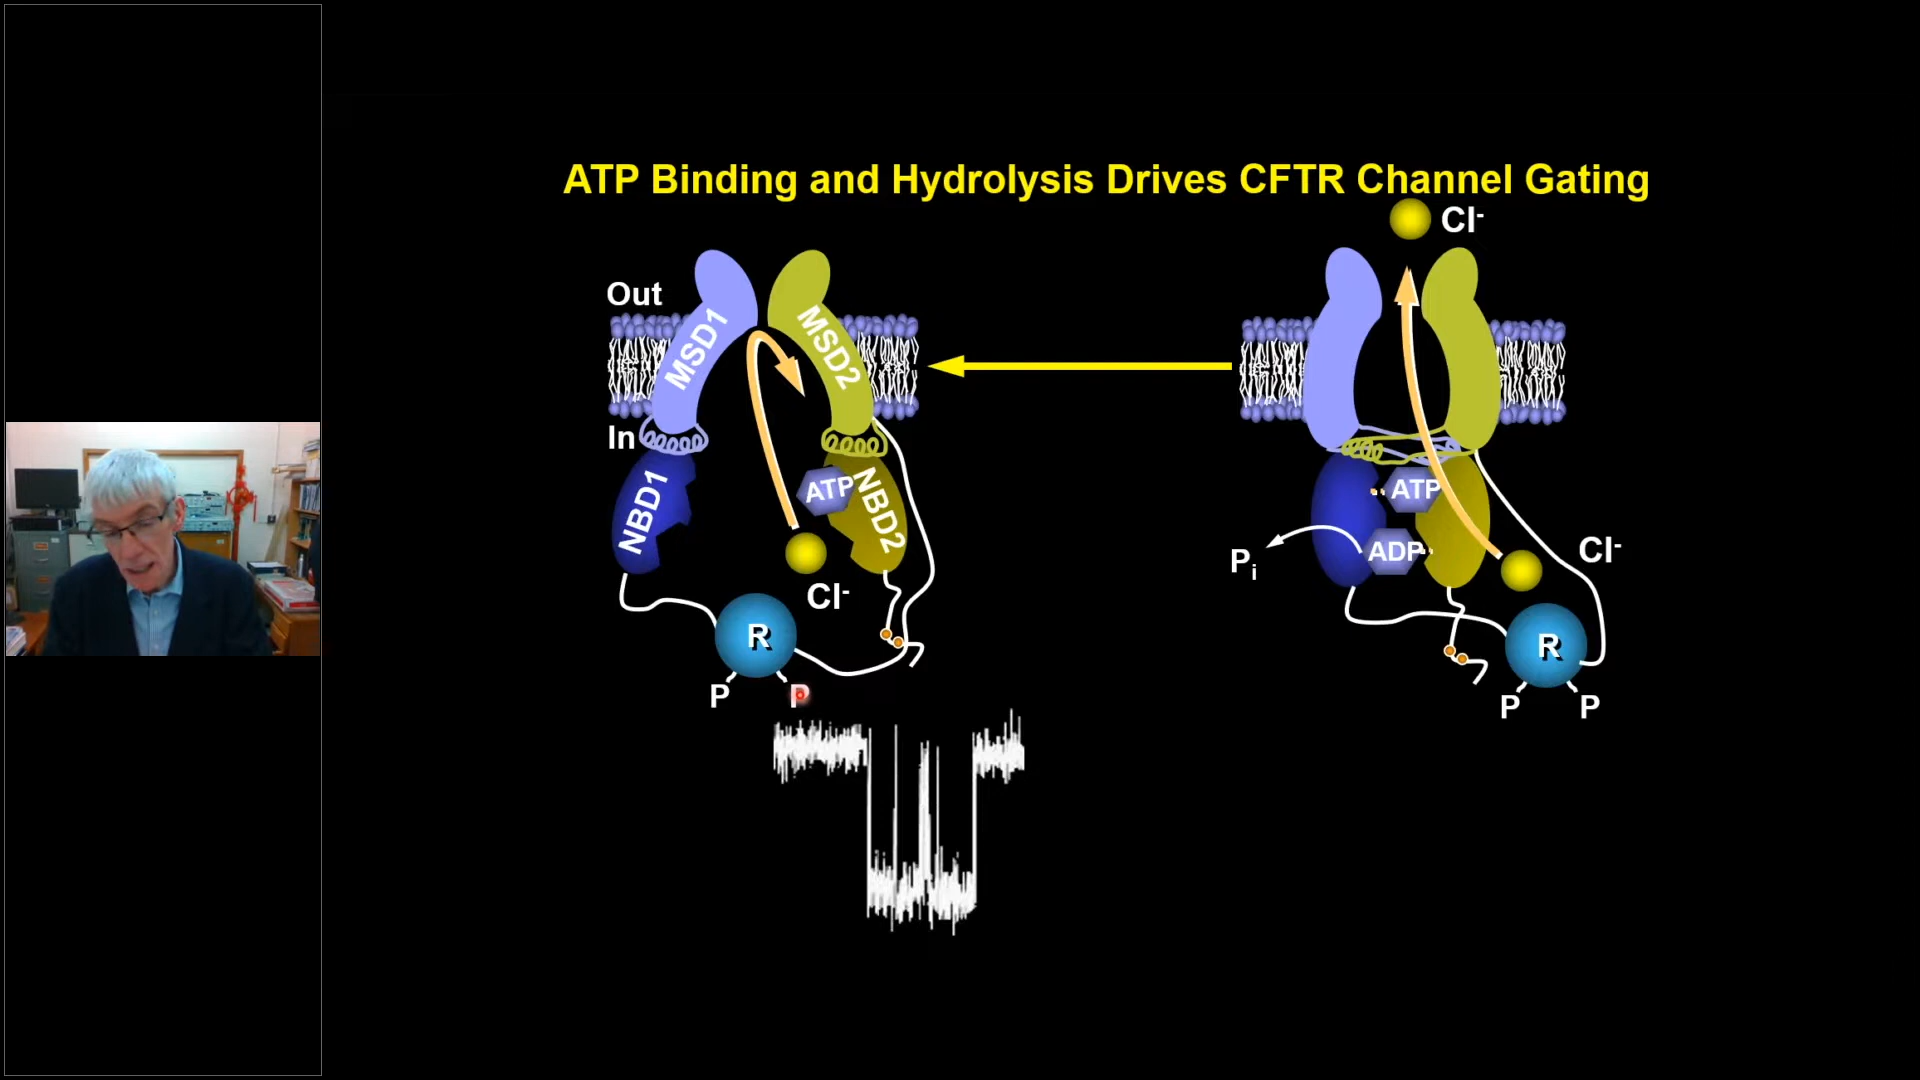 ATP Binding and Hydrolysis Drives CFTR Channel Gating
Cl-
Out
MSD1
MSD2
In
NBD1
ATP
NBD2
Cl-
R
P
P
ATP
ADP
Pi
Cl-
R
P
P